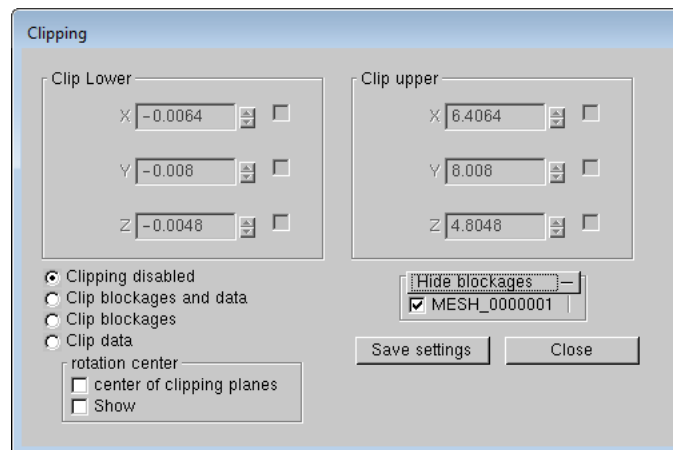 Clipping
Clip Lower
X -0.0064
Y -0.008
Z -0.0048
Clip upper
X 6.4064
Y 8.008
Z 4.8048
Clipping disabled
Clip blockages and data
Clip blockages
Clip data
rotation center
center of clipping planes
Show
Hide blockages
MESH_0000001
Save settings
Close